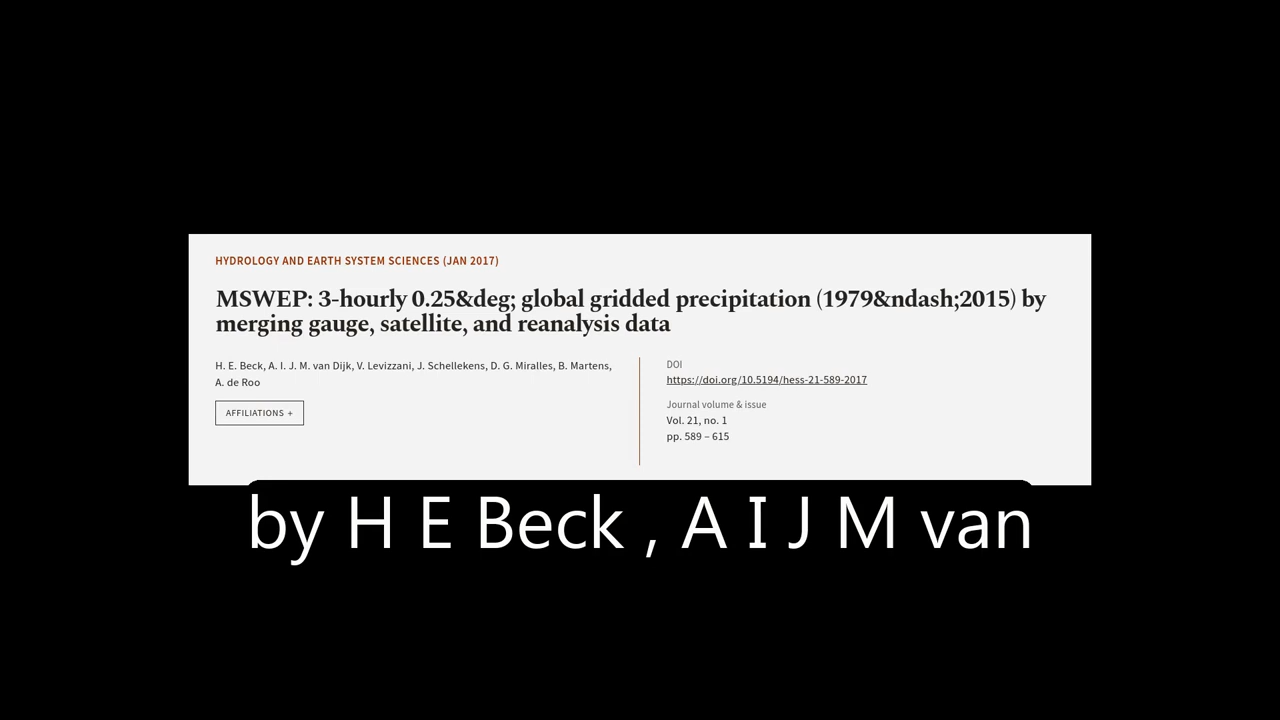 HYDROLOGY AND EARTH SYSTEM SCIENCES (JAN 2017)
MSWEP: 3-hourly 0.25&deg; global gridded precipitation (1979&ndash;2015) by
merging gauge, satellite, and reanalysis data
H. E. Beck, A. I. J. M. van Dijk, V. Levizzani, J. Schellekens, D. G. Miralles, B. Martens,
A. de Roo
AFFILIATIONS +
DOI
https://doi.org/10.5194/hess-21-589-2017
Journal volume & issue
Vol. 21, no. 1
pp. 589 – 615
by H E Beck , A I J M van